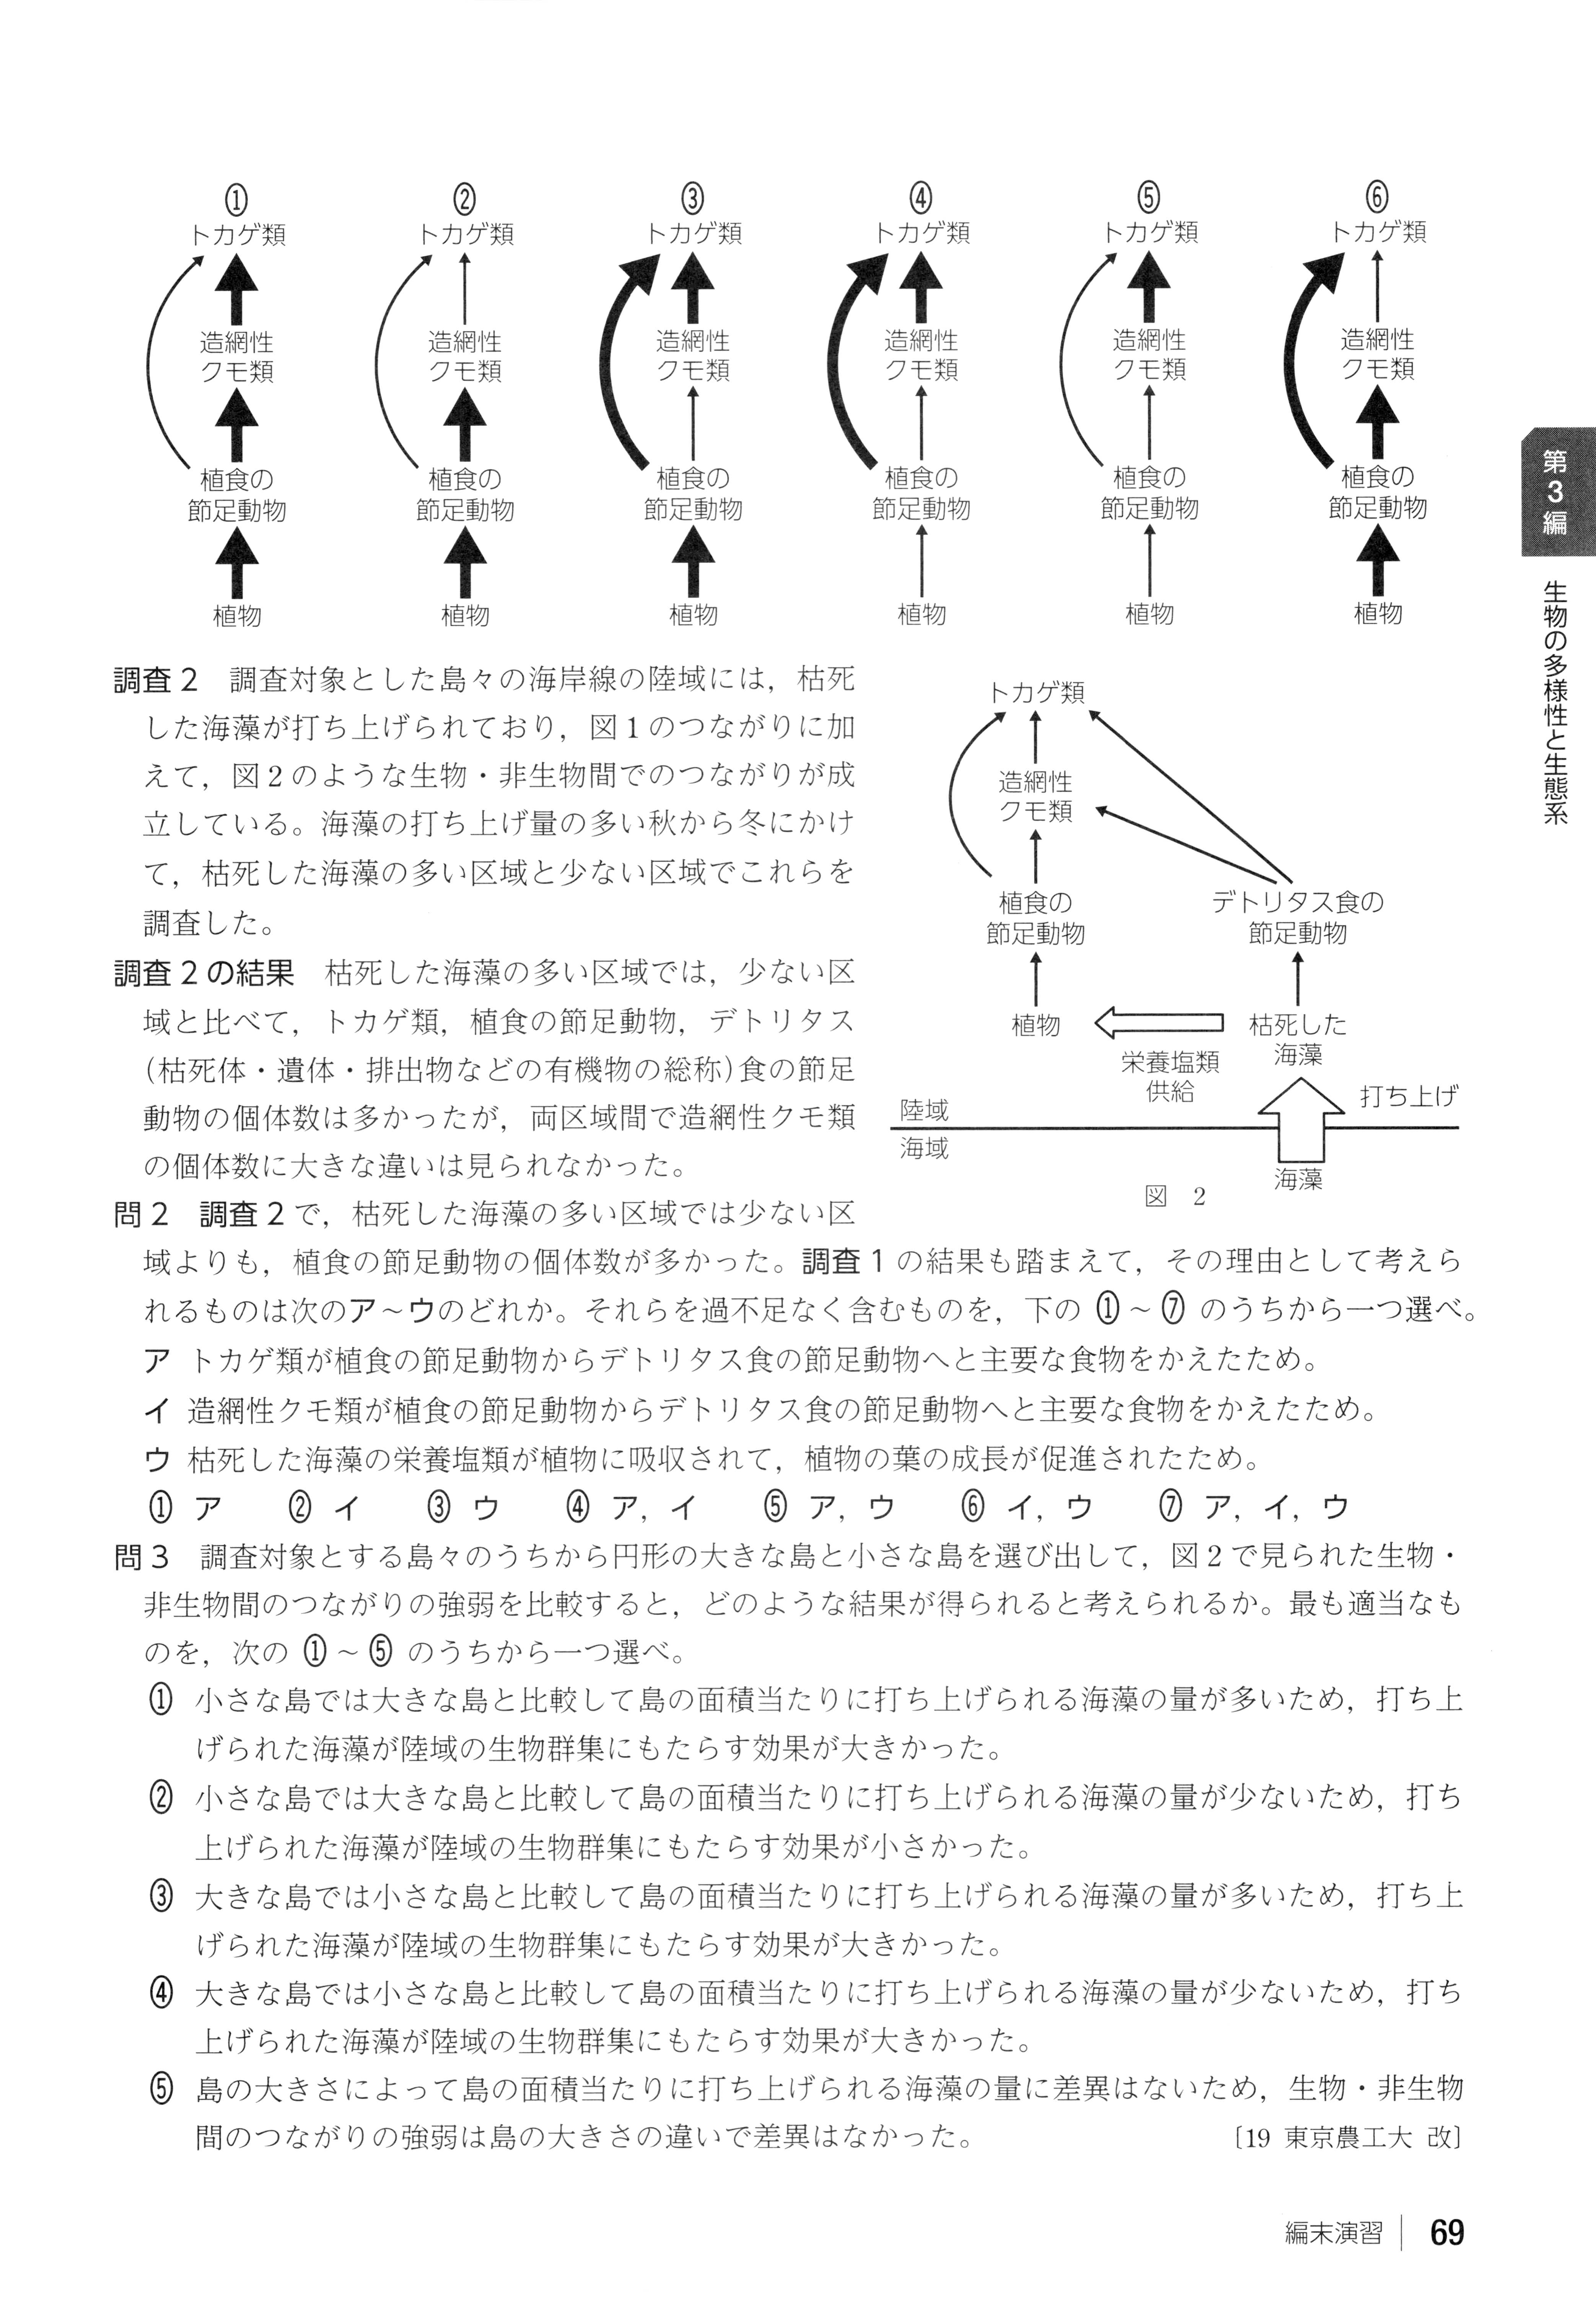 ① ② ③ ④ ⑤ ⑥
トカゲ類 トカゲ類 トカゲ類 トカゲ類 トカゲ類 トカゲ類
造網性 造網性 造網性 造網性 造網性 造網性
クモ類 クモ類 クモ類 クモ類 クモ類 クモ類
植食の 植食の 植食の 植食の 植食の 植食の
節足動物 節足動物 節足動物 節足動物 節足動物 節足動物
植物 植物 植物 植物 植物 植物
第3編
生物の多様性と生態系
調査2　調査対象とした島々の海岸線の陸域には，枯死
した海藻が打ち上げられており，図1のつながりに加
えて，図2のような生物・非生物間でのつながりが成
立している。海藻の打ち上げ量の多い秋から冬にかけ
て，枯死した海藻の多い区域と少ない区域でこれらを
調査した。
調査2の結果　枯死した海藻の多い区域では，少ない区
域と比べて，トカゲ類，植食の節足動物，デトリタス
(枯死体・遺体・排出物などの有機物の総称)食の節足
動物の個体数は多かったが，両区域間で造網性クモ類
の個体数に大きな違いは見られなかった。
トカゲ類
造網性
クモ類
植食の デトリタス食の
節足動物 節足動物
植物 枯死した
海藻
栄養塩類
供給
打ち上げ
陸域
海域
海藻
図　2
問2　調査2で，枯死した海藻の多い区域では少ない区
域よりも，植食の節足動物の個体数が多かった。調査1の結果も踏まえて，その理由として考えら
れるものは次のア～ウのどれか。それらを過不足なく含むものを，下の ①～⑦ のうちから一つ選べ。
ア トカゲ類が植食の節足動物からデトリタス食の節足動物へと主要な食物をかえたため。
イ 造網性クモ類が植食の節足動物からデトリタス食の節足動物へと主要な食物をかえたため。
ウ 枯死した海藻の栄養塩類が植物に吸収されて，植物の葉の成長が促進されたため。
① ア　② イ　③ ウ　④ ア，イ　⑤ ア，ウ　⑥ イ，ウ　⑦ ア，イ，ウ
問3　調査対象とする島々のうちから円形の大きな島と小さな島を選び出して，図2で見られた生物・
非生物間のつながりの強弱を比較すると，どのような結果が得られると考えられるか。最も適当なも
のを，次の ①～⑤ のうちから一つ選べ。
① 小さな島では大きな島と比較して島の面積当たりに打ち上げられる海藻の量が多いため，打ち上
げられた海藻が陸域の生物群集にもたらす効果が大きかった。
② 小さな島では大きな島と比較して島の面積当たりに打ち上げられる海藻の量が少ないため，打ち
上げられた海藻が陸域の生物群集にもたらす効果が小さかった。
③ 大きな島では小さな島と比較して島の面積当たりに打ち上げられる海藻の量が多いため，打ち上
げられた海藻が陸域の生物群集にもたらす効果が大きかった。
④ 大きな島では小さな島と比較して島の面積当たりに打ち上げられる海藻の量が少ないため，打ち
上げられた海藻が陸域の生物群集にもたらす効果が大きかった。
⑤ 島の大きさによって島の面積当たりに打ち上げられる海藻の量に差異はないため，生物・非生物
間のつながりの強弱は島の大きさの違いで差異はなかった。 〔19 東京農工大 改〕
編末演習 69